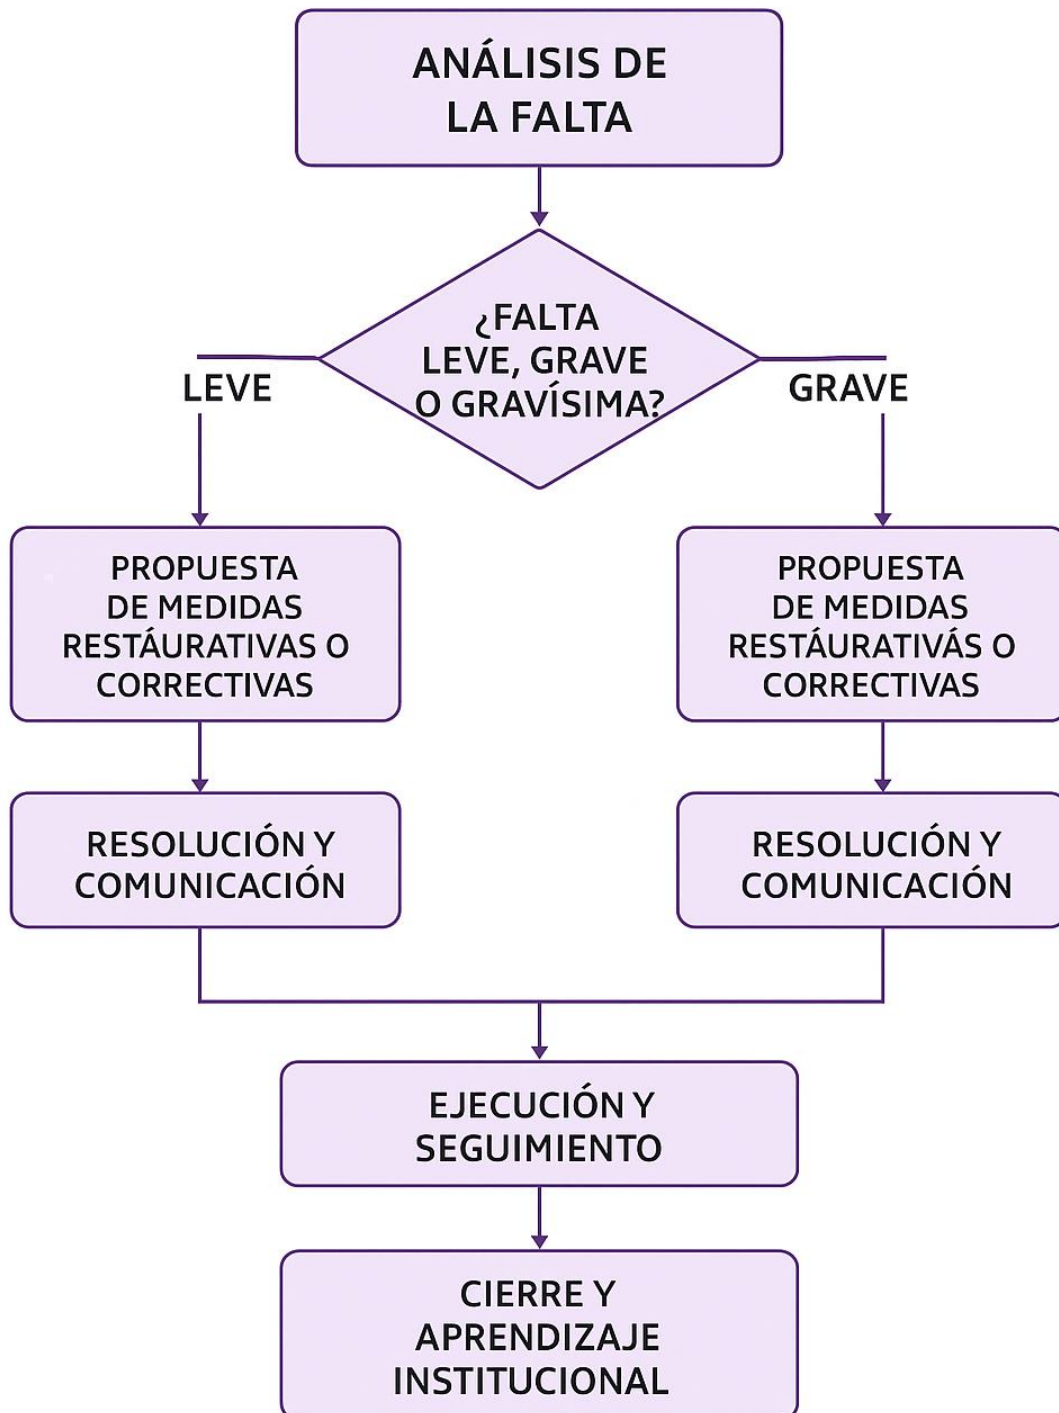 ANÁLISIS DE
LA FALTA
¿FALTA
LEVE, GRAVE
O GRAVÍSIMA?
LEVE
GRAVE
PROPUESTA
DE MEDIDAS
RESTÁURATIVAS O
CORRECTIVAS
PROPUESTA
DE MEDIDAS
RESTÁURATIVÁS O
CORRECTIVAS
RESOLUCIÓN Y
COMUNICACIÓN
RESOLUCIÓN Y
COMUNICACIÓN
EJECUCIÓN Y
SEGUIMIENTO
CIERRE Y
APRENDIZAJE
INSTITUCIONAL